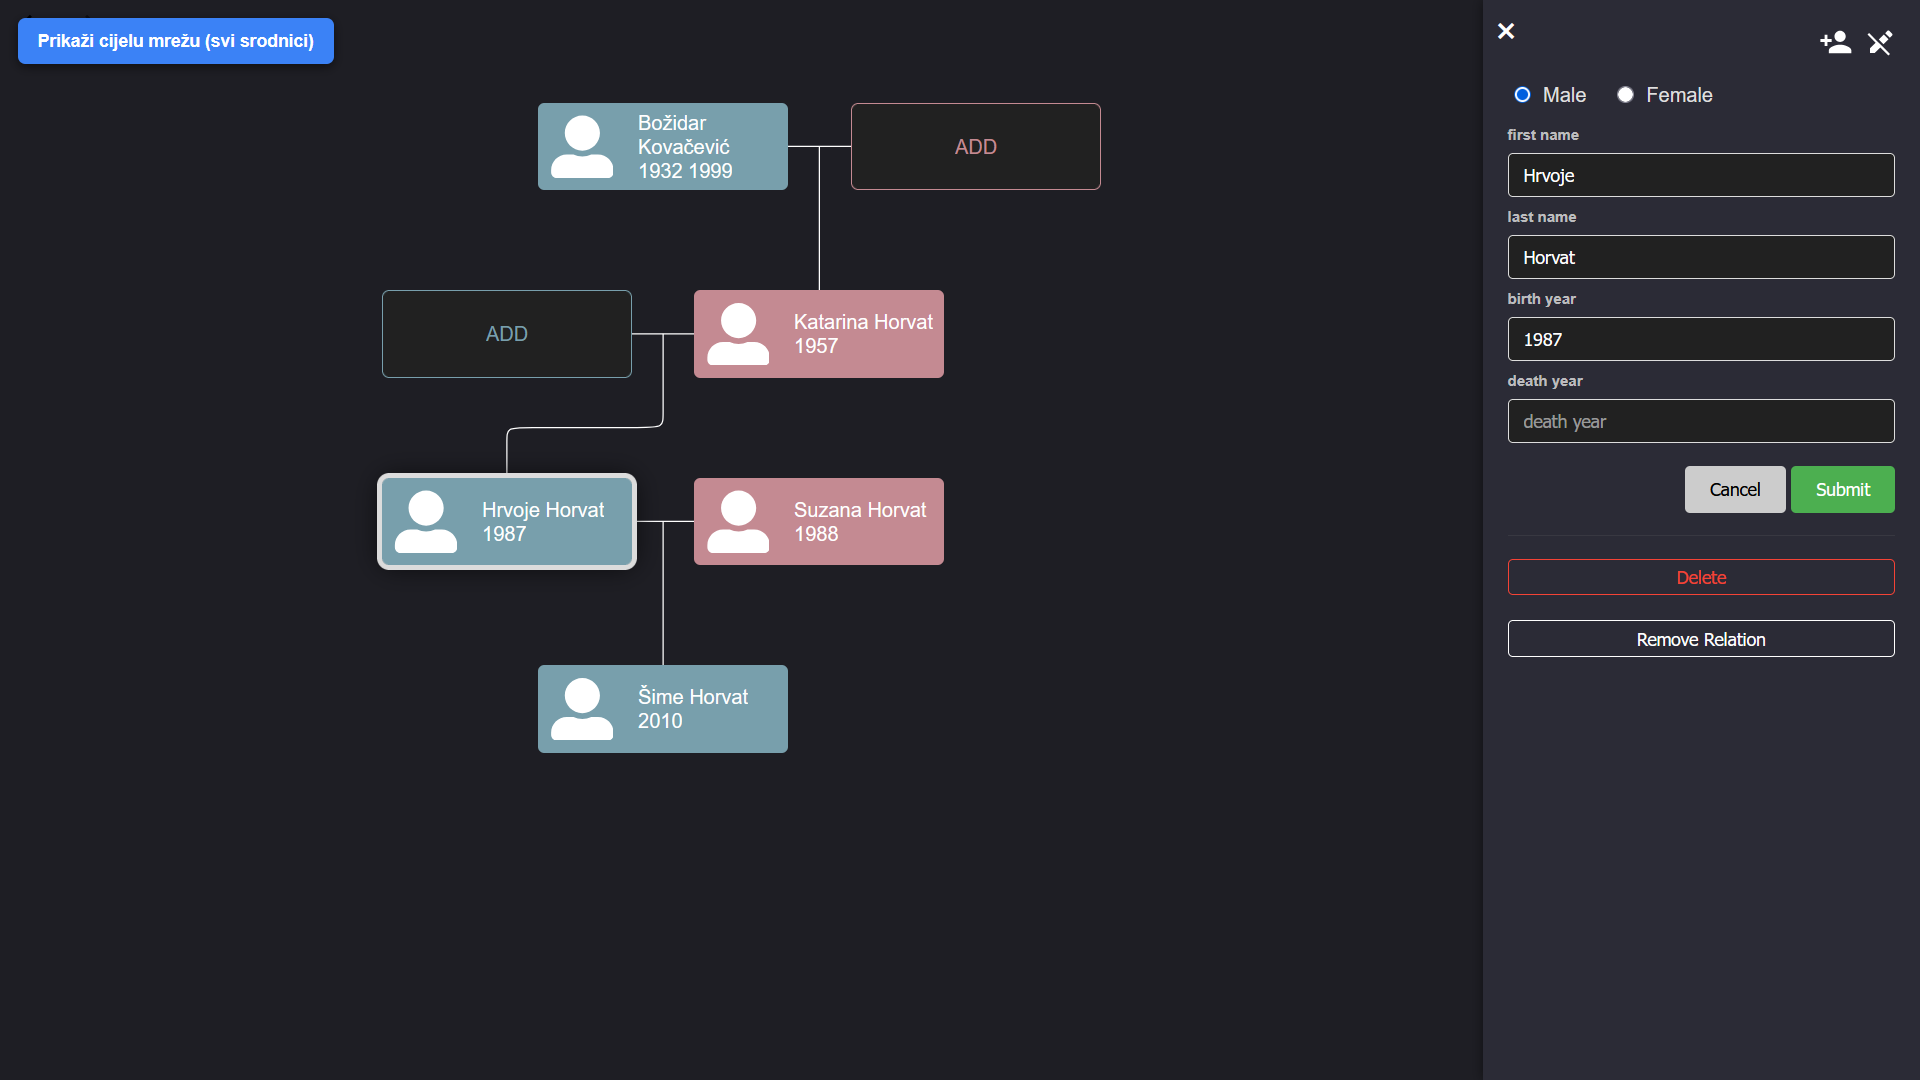 Prikaži cijelu mrežu (svi srodnici)
Božidar
Kovačević
1932 1999
ADD
ADD
Katarina Horvat
1957
Hrvoje Horvat
1987
Suzana Horvat
1988
Šime Horvat
2010
Male
Female
first name
Hrvoje
last name
Horvat
birth year
1987
death year
death year
Cancel
Submit
Delete
Remove Relation